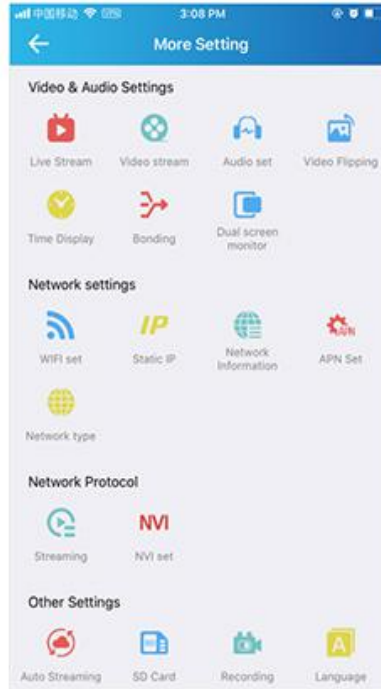 中国移动 3:08 PM
More Setting
Video & Audio Settings
Live Stream Video stream Audio set Video Flipping
Time Display Bonding Dual screen
monitor
Network settings
IP
WIFI set Static IP Network
Information APN Set
Network type
Network Protocol
NVI
Streaming NVI set
Other Settings
A
Auto Streaming SD Card Recording Language